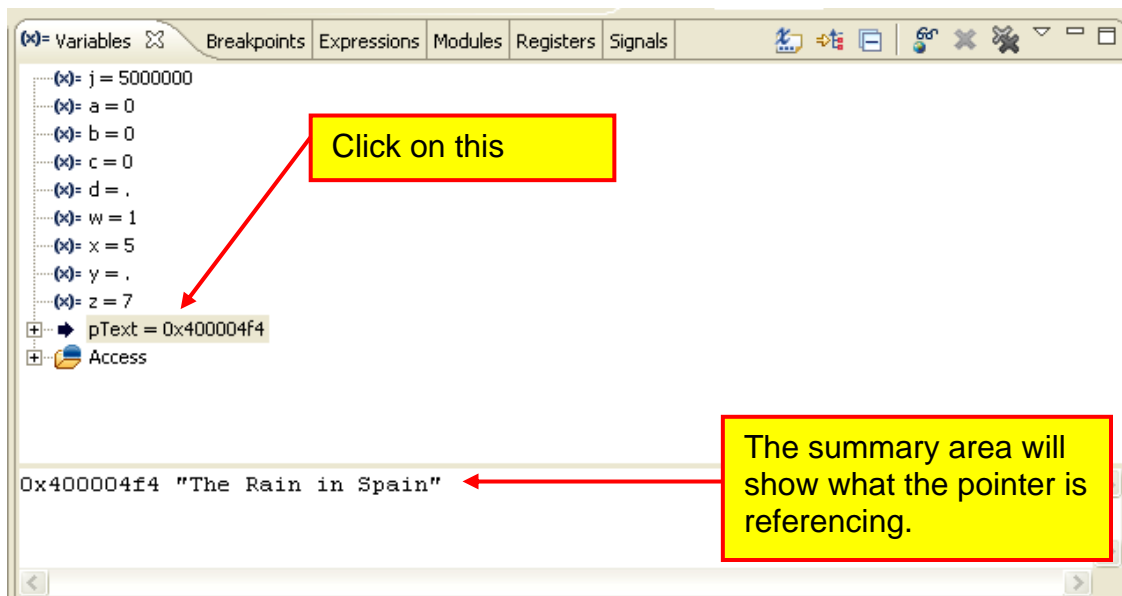 (x)= Variables Breakpoints Expressions Modules Registers Signals
(x)= j = 5000000
(x)= a = 0
(x)= b = 0
(x)= c = 0
(x)= d = .
(x)= w = 1
(x)= x = 5
(x)= y = .
(x)= z = 7
pText = 0x400004f4
Access
Click on this
0x400004f4 "The Rain in Spain"
The summary area will
show what the pointer is
referencing.